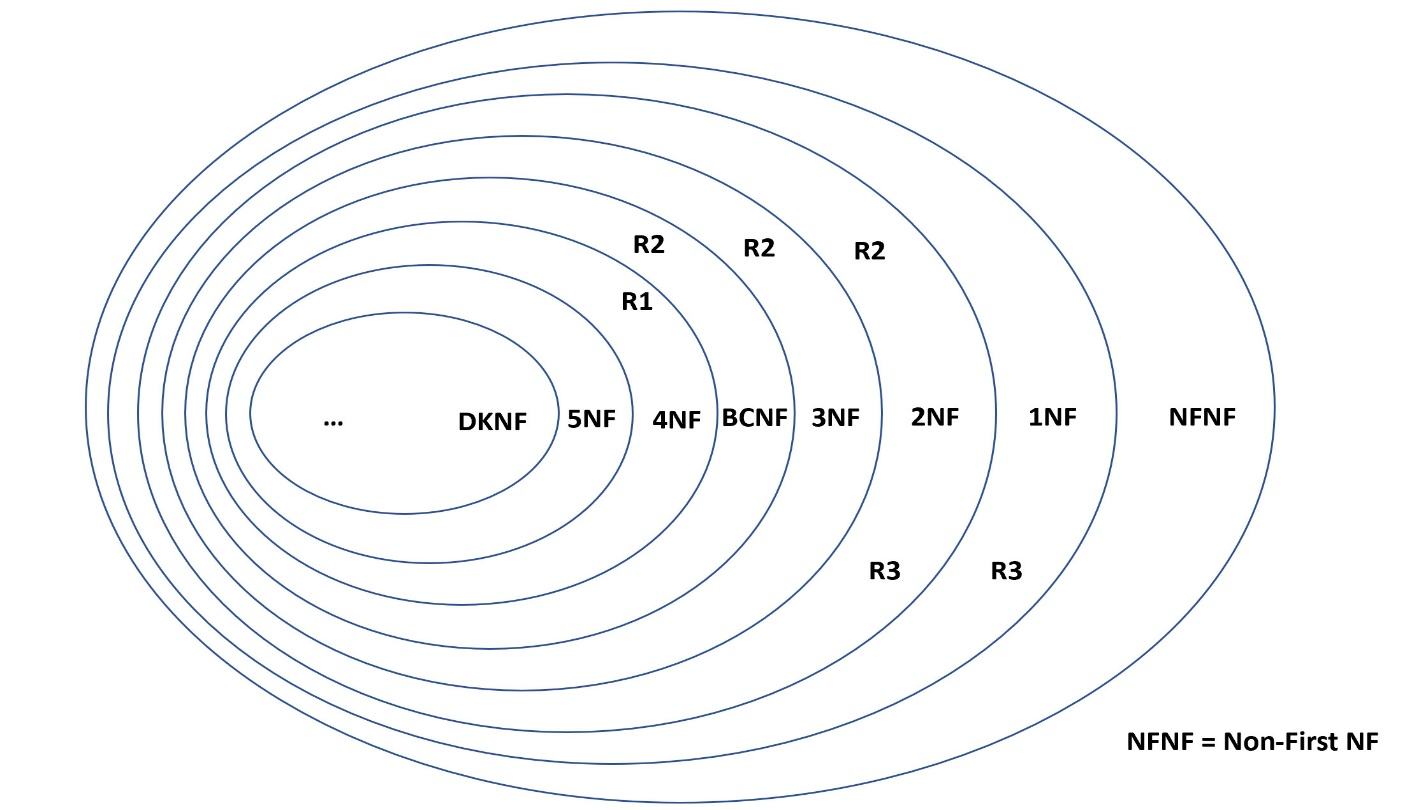 R2 R2 R2
R1
... DKNF 5NF 4NF BCNF 3NF 2NF 1NF NFNF
R3 R3
NFNF = Non-First NF